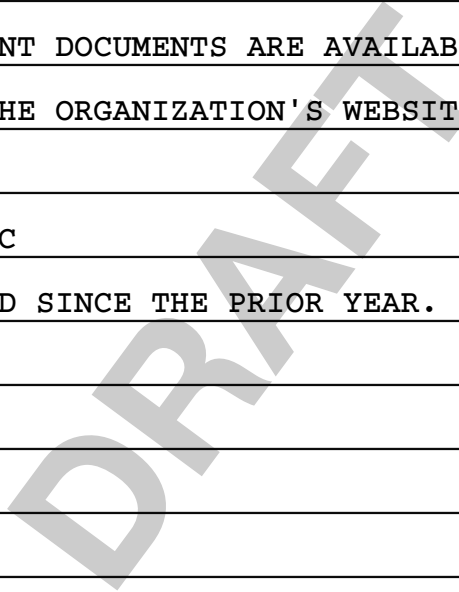 NT DOCUMENTS ARE AVAILAB
HE ORGANIZATION'S WEBSIT
C
D SINCE THE PRIOR YEAR.
DRAFT